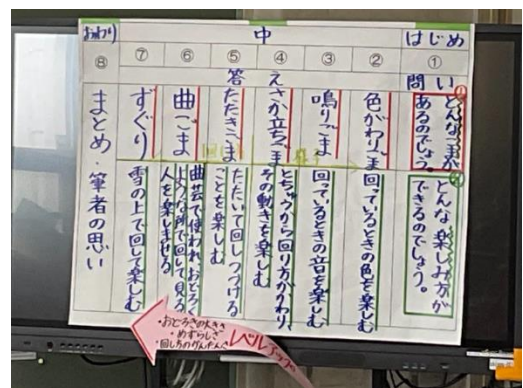 はじめ
中
おわり
①
②
③
④
⑤
⑥
⑦
⑧
問い
答え
①
どんなこまが
あるのでしょう。
②
どんな楽しみ方が
できるのでしょう。
色がわりごま
回っているときの色を楽しむ
鳴りごま
回っているときの音を楽しむ
さか立ちごま
とちゅうから回り方がかわり、
その動きを楽しむ
たたきごま
たたいて回しつづける
ことを楽しむ
曲ごま
曲芸で使われ、おどろく
ような所で回して見る
人を楽しませる
ずぐり
雪の上で回して楽しむ
まとめ・筆者の思い
レベルアップ
・おどろきの大きさ
・めずらしさ
・回し方のかんたんさ